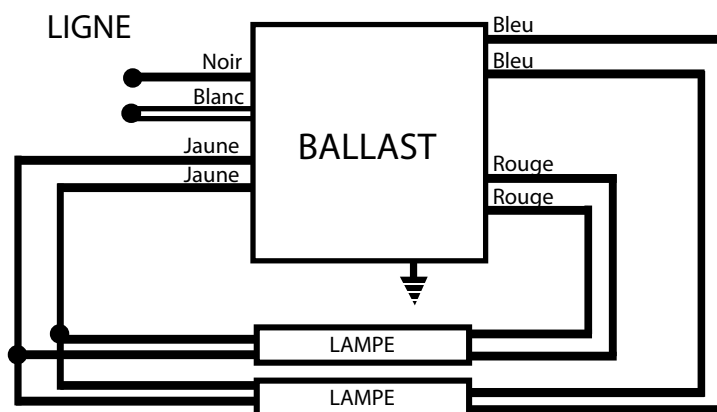 LIGNE
Noir
Blanc
Jaune
Jaune
BALLAST
Bleu
Bleu
Rouge
Rouge
LAMPE
LAMPE